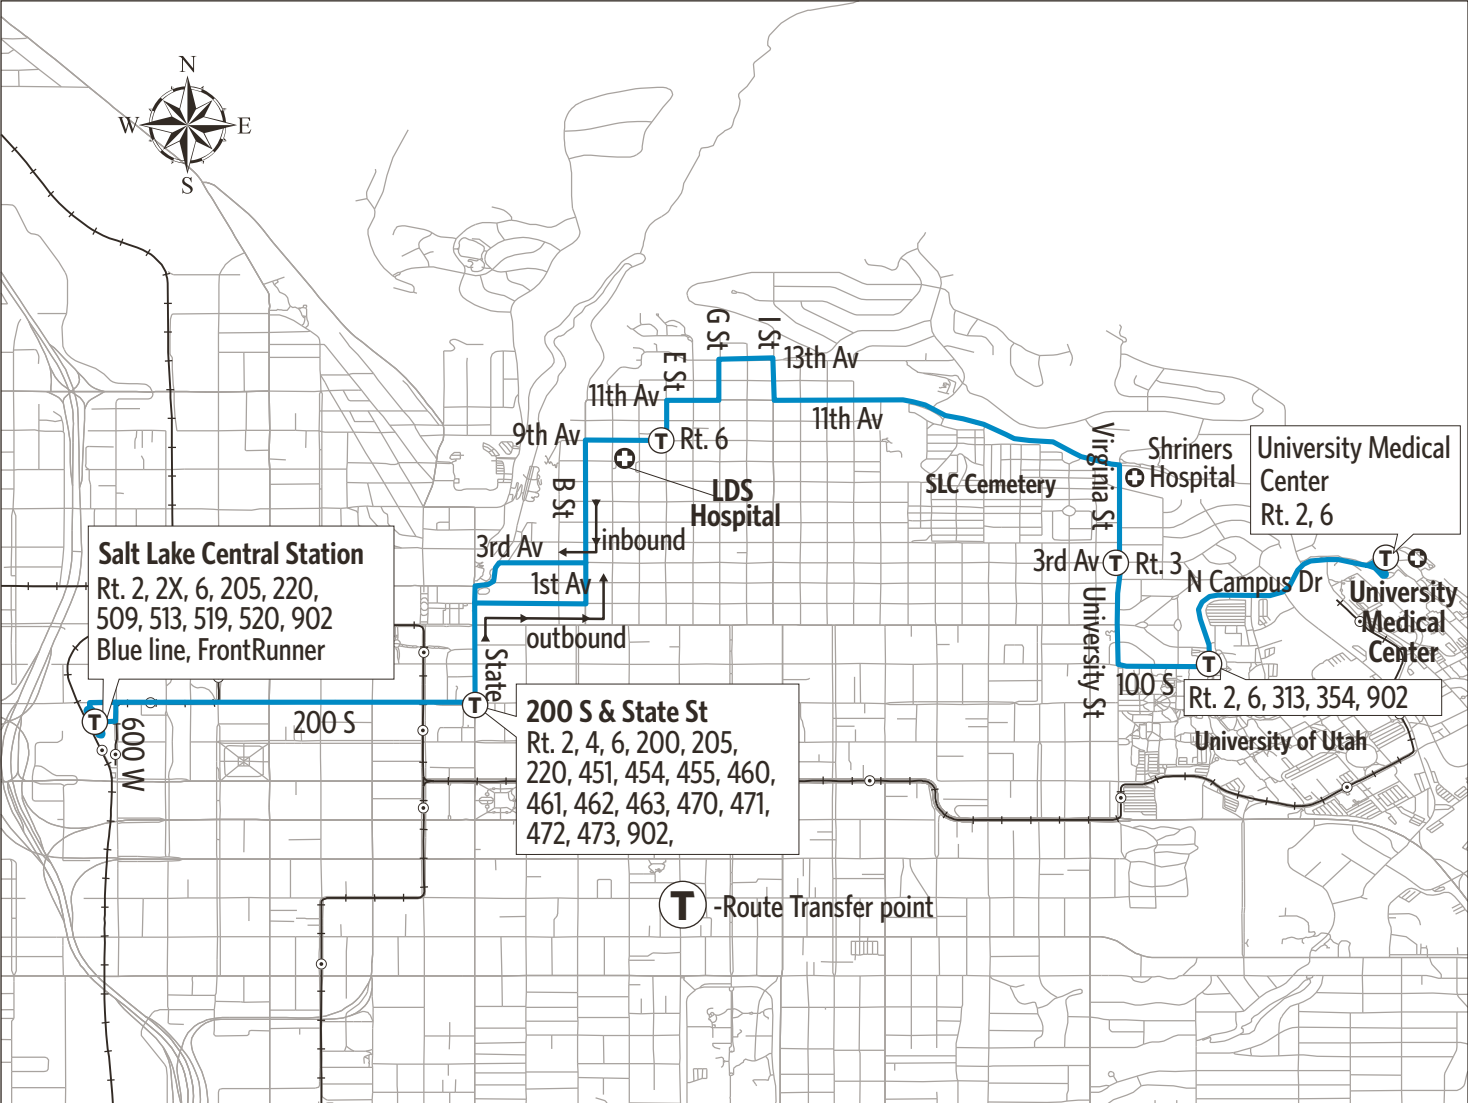 N
W
E
S
G St
I St
13th Av
E St
11th Av
11th Av
9th Av
T
Rt. 6
Virginia St
Shriners
Hospital
University Medical
Center
Rt. 2, 6
B St
LDS
Hospital
SLC Cemetery
Salt Lake Central Station
Rt. 2, 2X, 6, 205, 220,
509, 513, 519, 520, 902
Blue line, FrontRunner
3rd Av
inbound
1st Av
outbound
3rd Av
T
Rt. 3
T
N Campus Dr
University
Medical
Center
University St
State
T
100 S
Rt. 2, 6, 313, 354, 902
University of Utah
T
600 W
200 S
T
200 S & State St
Rt. 2, 4, 6, 200, 205,
220, 451, 454, 455, 460,
461, 462, 463, 470, 471,
472, 473, 902,
T
-Route Transfer point